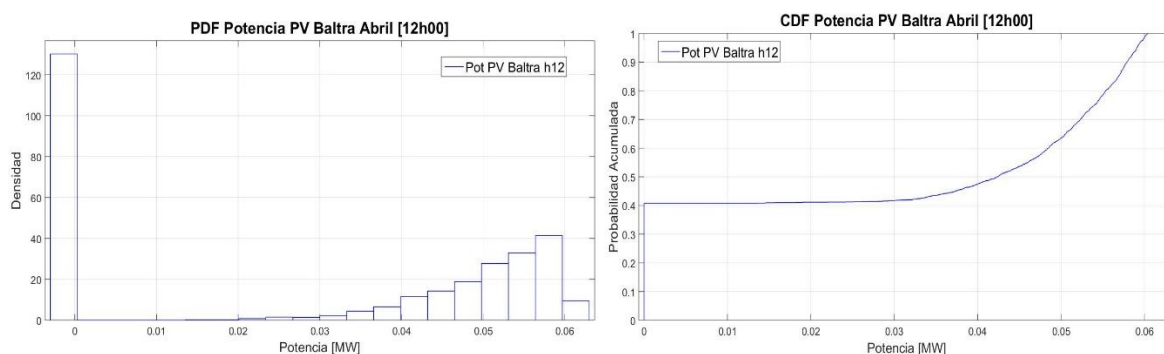 PDF Potencia PV Baltra Abril [12h00]
Pot PV Baltra h12
Densidad
120
100
80
60
40
20
0
0 0.01 0.02 0.03 0.04 0.05 0.06
Potencia [MW]
CDF Potencia PV Baltra Abril [12h00]
Pot PV Baltra h12
Probabilidad Acumulada
1
0.9
0.8
0.7
0.6
0.5
0.4
0.3
0.2
0.1
0
0 0.01 0.02 0.03 0.04 0.05 0.06
Potencia [MW]